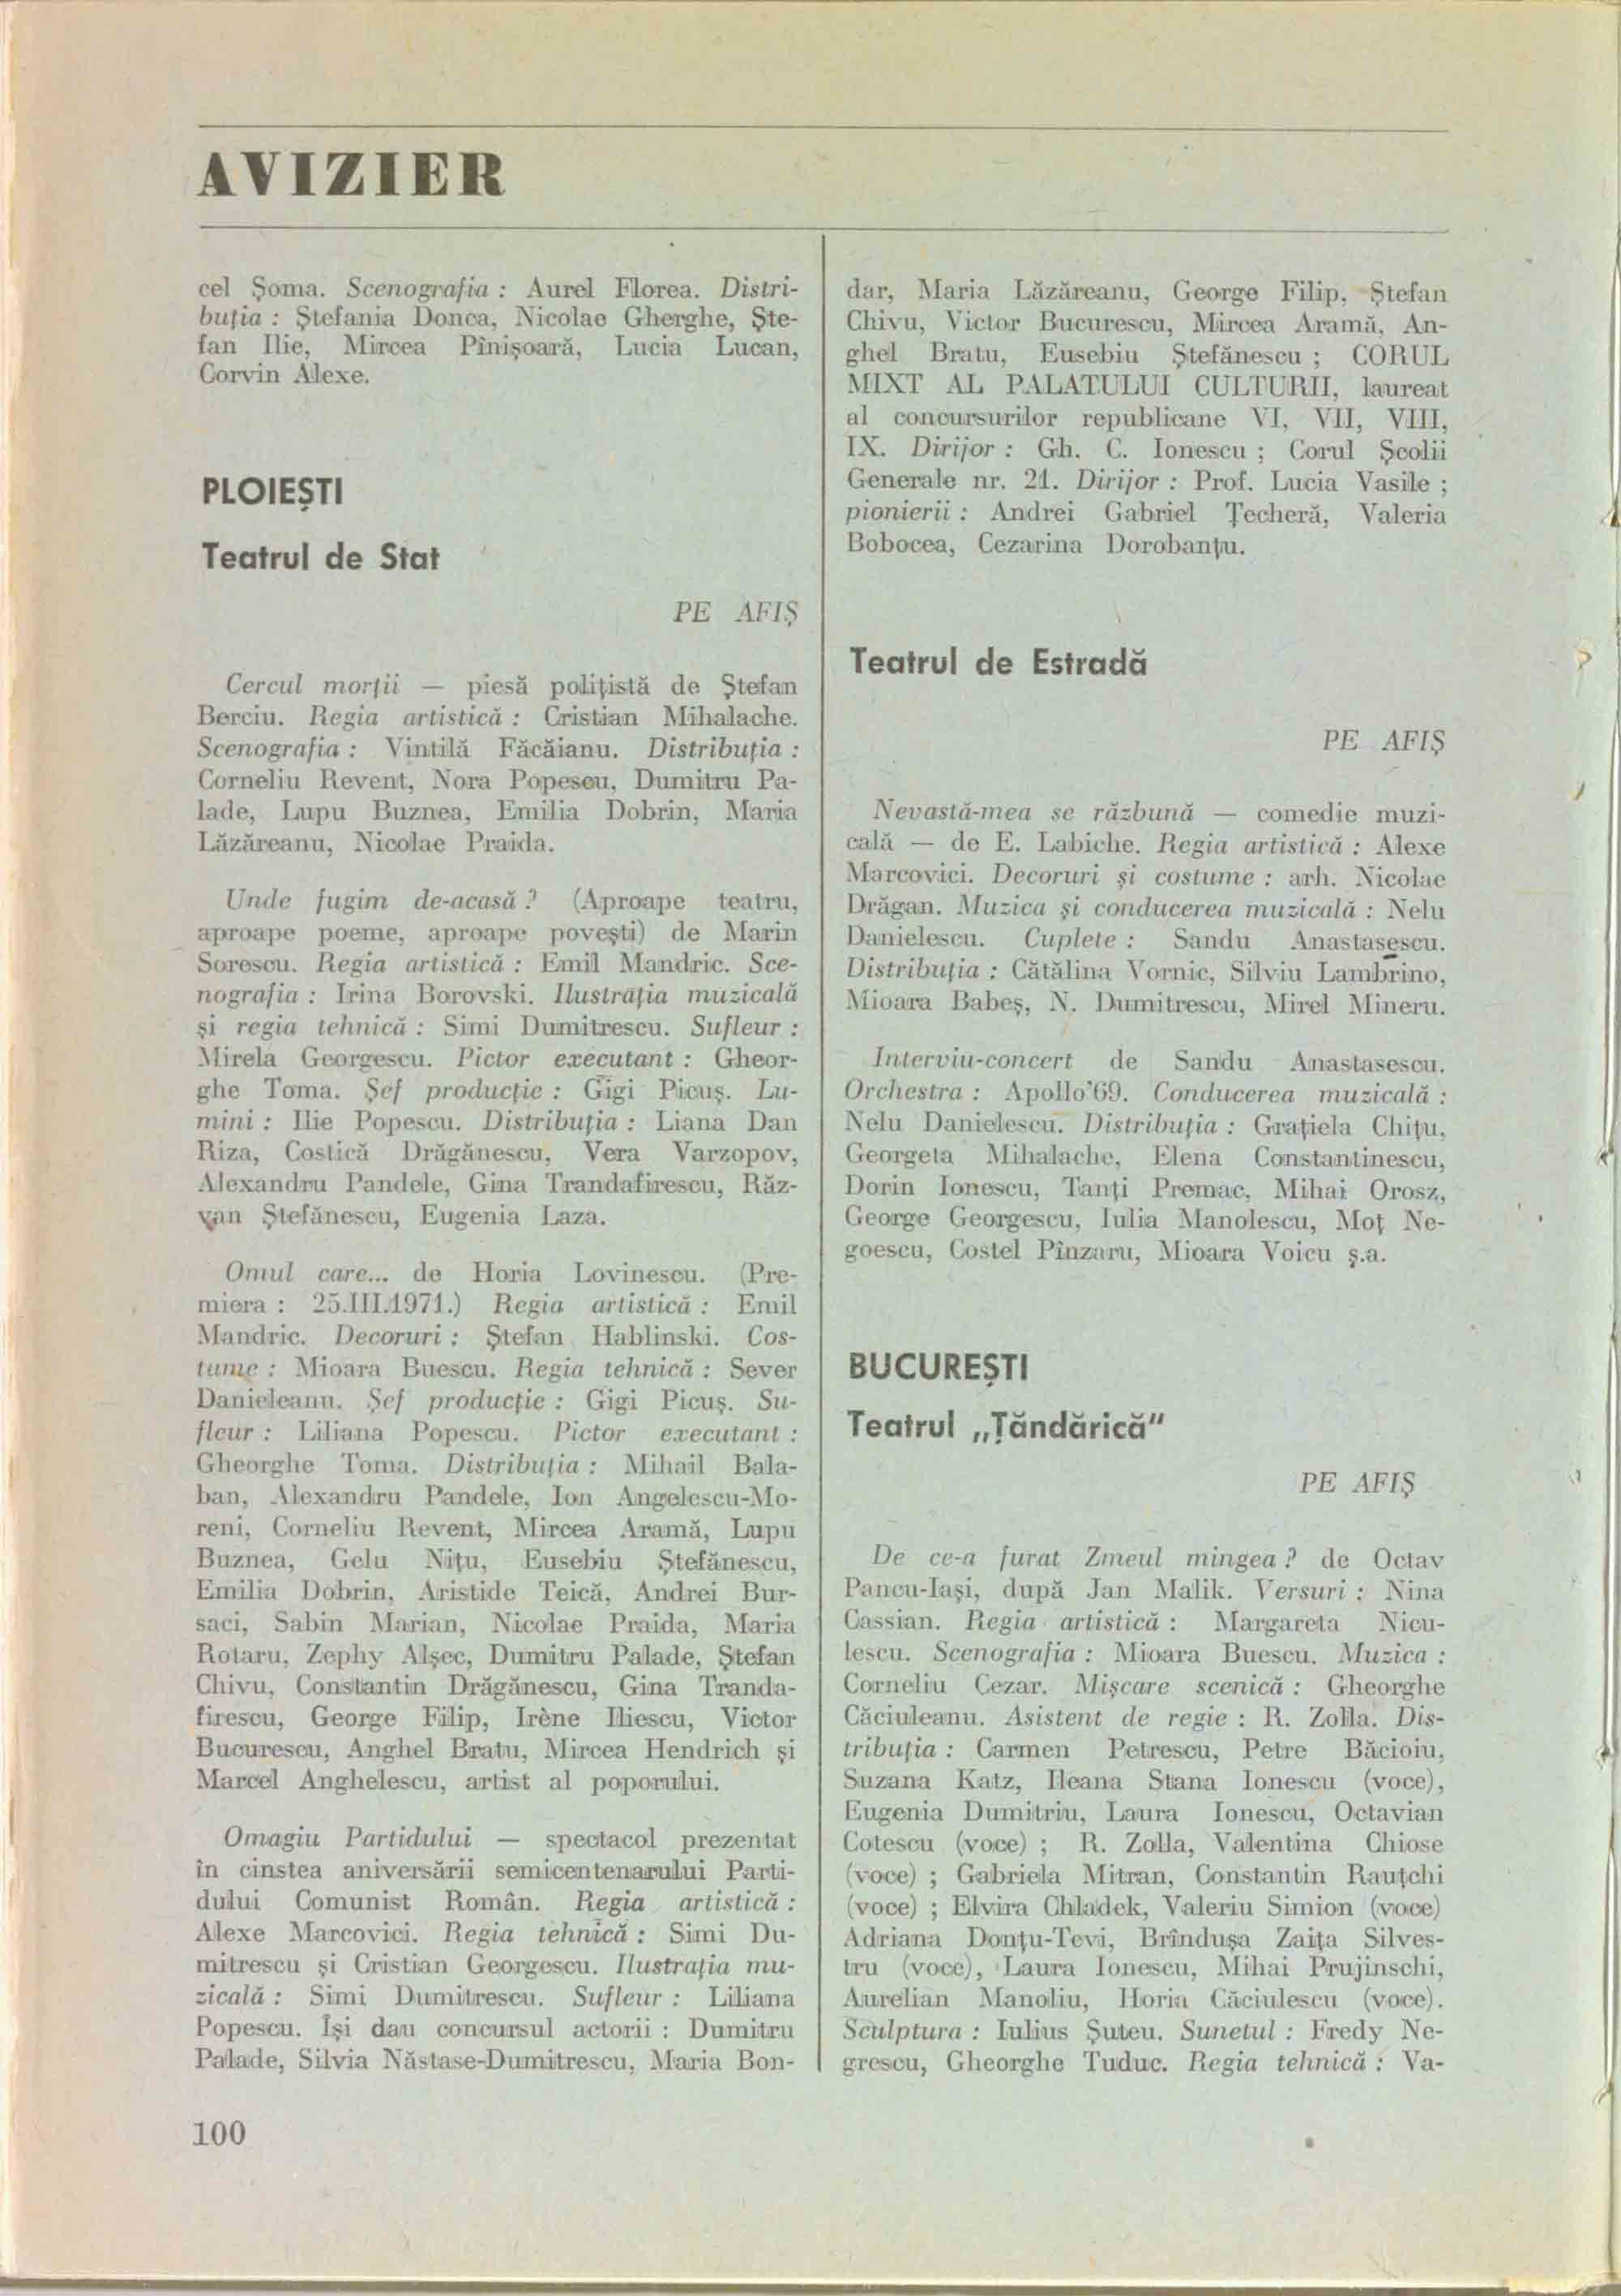 AVIZIER
cel Şoma. Scenografia : Aurel Florea. Distri-
buţia : Ştefania Donca, Nicolae Gherghe, Şte-
fan Ilie, Mircea Pînişoară, Lucia Lucan,
Corvin Alexe.
PLOIEŞTI
Teatrul de Stat
PE AFIŞ
Cercul morţii — piesă poliţistă de Ştefan
Berciu. Regia artistică : Cristian Mihalache.
Scenografia : Vintilă Făcăianu. Distribuţia :
Corneliu Revent, Nora Popescu, Dumitru Pa-
lade, Lupu Buznea, Emilia Dobrin, Maria
Lăzăreanu, Nicolae Praida.
Unde fugim de-acasă ? (Aproape teatru,
aproape poeme, aproape poveşti) de Marin
Sorescu. Regia artistică : Emil Mandric. Sce-
nografia : Irina Borovski. Ilustraţia muzicală
şi regia tehnică : Simi Dumitrescu. Sufleur :
Mirela Georgescu. Pictor executant : Gheor-
ghe Toma. Şef producţie : Gigi Picuş. Lu-
mini : Ilie Popescu. Distribuţia : Liana Dan
Riza, Costică Drăgănescu, Vera Varzopov,
Alexandru Pandele, Gina Trandafirescu, Răz-
van Ştefănescu, Eugenia Laza.
Omul care... de Horia Lovinescu. (Pre-
miera : 25.III.1971.) Regia artistică : Emil
Mandric. Decoruri : Ştefan Hablinski. Cos-
tume : Mioara Buescu. Regia tehnică : Sever
Danieleanu. Şef producţie : Gigi Picuş. Su-
fleur : Liliana Popescu. Pictor executant :
Gheorghe Toma. Distribuţia : Mihail Bala-
ban, Alexandru Pandele, Ion Angelescu-Mo-
reni, Corneliu Revent, Mircea Aramă, Lupu
Buznea, Gelu Niţu, Eusebiu Ştefănescu,
Emilia Dobrin, Aristide Teică, Andrei Bur-
saci, Sabin Marian, Nicolae Praida, Maria
Rotaru, Zephy Alşec, Dumitru Palade, Ştefan
Chivu, Constantin Drăgănescu, Gina Tranda-
firescu, George Filip, Irène Iliescu, Victor
Bucurescu, Anghel Bratu, Mircea Hendrich şi
Marcel Anghelescu, artist al poporului.
Omagiu Partidului — spectacol prezentat
în cinstea aniversării semicentenarului Parti-
dului Comunist Român. Regia artistică :
Alexe Marcovici. Regia tehnică : Simi Du-
mitrescu şi Cristian Georgescu. Ilustraţia mu-
zicală : Simi Dumitrescu. Sufleur : Liliana
Popescu. Işi dau concursul actorii : Dumitru
Palade, Silvia Năstase-Dumitrescu, Maria Bon-
dar, Maria Lăzăreanu, George Filip, Ştefan
Chivu, Victor Bucurescu, Mircea Aramă, An-
ghel Bratu, Eusebiu Ştefănescu ; CORUL
MIXT AL PALATULUI CULTURII, laureat
al concursurilor republicane VI, VII, VIII,
IX. Dirijor : Gh. C. Ionescu ; Corul Şcolii
Generale nr. 21. Dirijor : Prof. Lucia Vasile ;
pionierii : Andrei Gabriel Ţecheră, Valeria
Bobocea, Cezarina Dorobanţu.
Teatrul de Estradă
PE AFIŞ
Nevastă-mea se răzbună — comedie muzi-
cală — de E. Labiche. Regia artistică : Alexe
Marcovici. Decoruri şi costume : arh. Nicolae
Drăgan. Muzica şi conducerea muzicală : Nelu
Danielescu. Cuplete : Sandu Anastasescu.
Distribuţia : Cătălina Vornic, Silviu Lambrino,
Mioara Babeş, N. Dumitrescu, Mirel Mineru.
Interviu-concert de Sandu Anastasescu.
Orchestra : Apollo'69. Conducerea muzicală :
Nelu Danielescu. Distribuţia : Graţiela Chiţu,
Georgeta Mihalache, Elena Constantinescu,
Dorin Ionescu, Tanţi Premac, Mihai Orosz,
George Georgescu, Iulia Manolescu, Moţ Ne-
goescu, Costel Pînzaru, Mioara Voicu ş.a.
BUCUREŞTI
Teatrul „Ţăndărică"
PE AFIŞ
De ce-a furat Zmeul mingea ? de Octav
Pancu-Iaşi, după Jan Malik. Versuri : Nina
Cassian. Regia artistică : Margareta Nicu-
lescu. Scenografia : Mioara Buescu. Muzica :
Corneliu Cezar. Mişcare scenică : Gheorghe
Căciuleanu. Asistent de regie : R. Zolla. Dis-
tribuţia : Carmen Petrescu, Petre Băcioiu,
Suzana Katz, Ileana Stana Ionescu (voce),
Eugenia Dumitriu, Laura Ionescu, Octavian
Cotescu (voce) ; R. Zolla, Valentina Chiose
(voce) ; Gabriela Mitran, Constantin Rauţchi
(voce) ; Elvira Chladek, Valeriu Simion (voce)
Adriana Donţu-Tevi, Brînduşa Zaiţa Silves-
tru (voce), Laura Ionescu, Mihai Prujinschi,
Aurelian Manoliu, Horia Căciulescu (voce).
Sculptura : Iulius Şuteu. Sunetul : Fredy Ne-
grescu, Gheorghe Tuduc. Regia tehnică : Va-
100